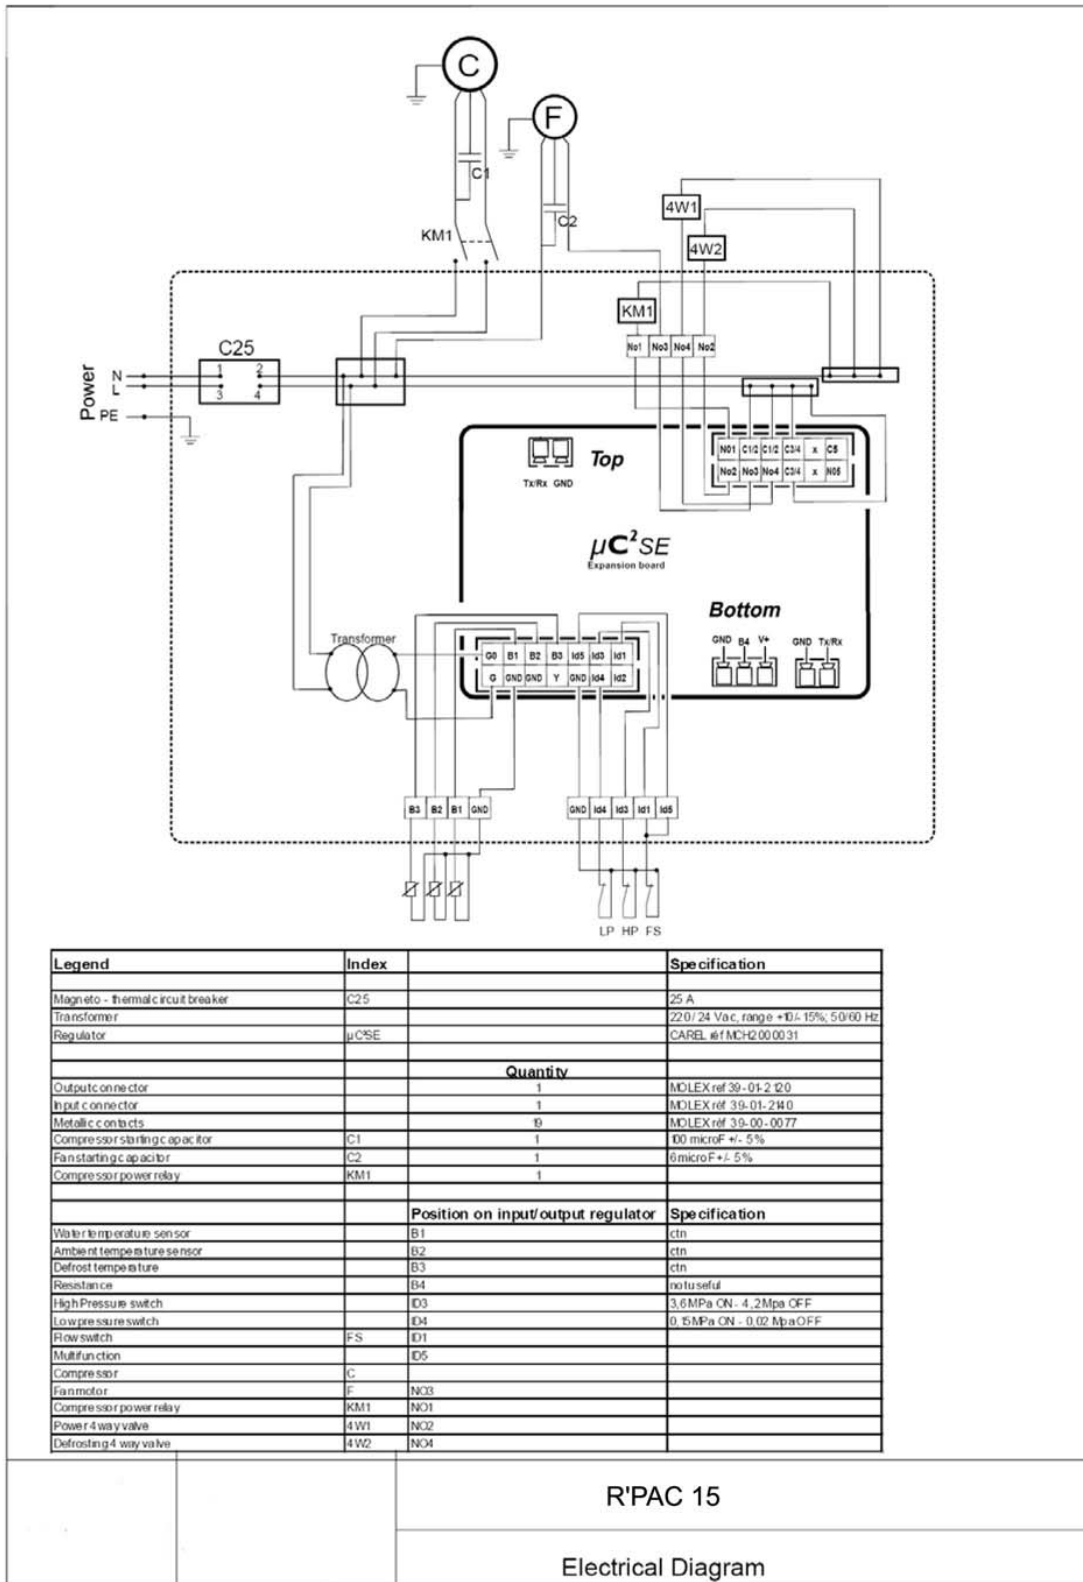 C
F
C1
C2
4W1
4W2
KM1
KM1
No1 No3 No4 No2
C25
Power
N
L
PE
1 2
3 4
Top
Tx/Rx GND
N01 C1/2 C1/2 C3/4 x C5
No2 No3 No4 C3/4 x N05
µC²SE
Expansion board
Bottom
GND B4 V+ GND Tx/Rx
Transformer
G0 B1 B2 B3 Id5 Id3 Id1
G GND GND Y GND Id4 Id2
B3 B2 B1 GND
GND Id4 Id3 Id1 Id5
LP HP FS
Legend Index Specification
Magneto - thermal circuit breaker C25 25 A
Transformer 220/ 24 Vac, range +10/- 15%; 50/60 Hz
Regulator µC²SE CAREL réf MCH2000031
Quantity
Output connector 1 MOLEX ref 39-01-2120
Input connector 1 MOLEX réf 39-01-2140
Metallic contacts 19 MOLEX réf 39-00-0077
Compressor starting capacitor C1 1 100 microF +/- 5%
Fan starting capacitor C2 1 6 microF +/- 5%
Compressor power relay KM1 1
Position on input/output regulator Specification
Water temperature sensor B1 ctn
Ambient temperature sensor B2 ctn
Defrost temperature B3 ctn
Resistance B4 not useful
High Pressure switch ID3 3,6MPa ON - 4,2Mpa OFF
Low pressure switch ID4 0,15MPa ON - 0,02 Mpa OFF
Flow switch FS ID1
Multifunction ID5
Compressor C
Fan motor F NO3
Compressor power relay KM1 NO1
Power 4 way valve 4W1 NO2
Defrosting 4 way valve 4W2 NO4
R'PAC 15
Electrical Diagram